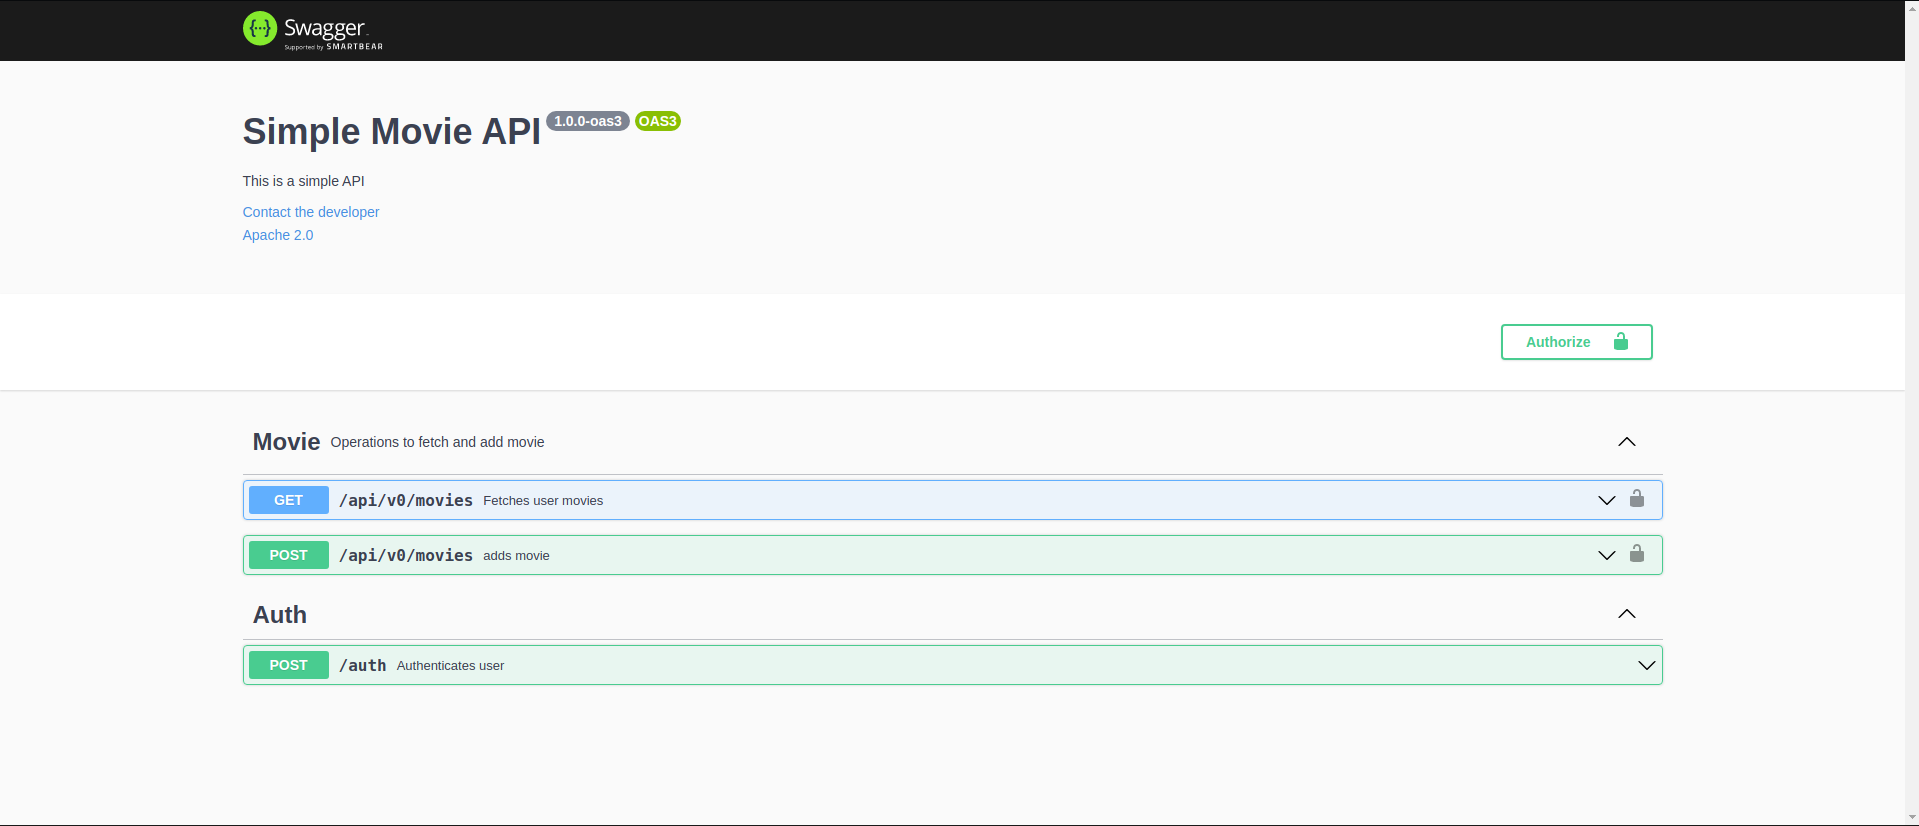 {···} Swagger
Supported by SMARTBEAR
Simple Movie API 1.0.0-oas3 OAS3
This is a simple API
Contact the developer
Apache 2.0
Authorize
Movie Operations to fetch and add movie
GET /api/v0/movies Fetches user movies
POST /api/v0/movies adds movie
Auth
POST /auth Authenticates user